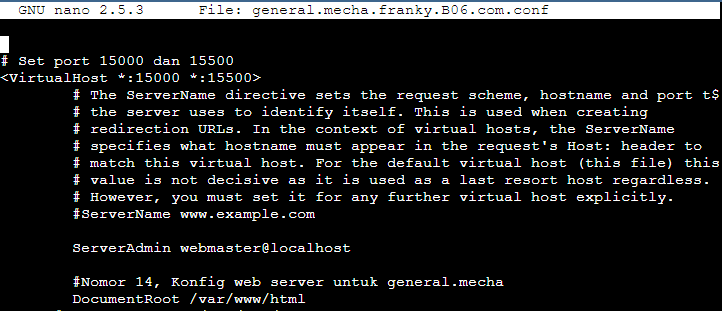 GNU nano 2.5.3 File: general.mecha.franky.B06.com.conf
# Set port 15000 dan 15500
<VirtualHost *:15000 *:15500>
# The ServerName directive sets the request scheme, hostname and port t$
# the server uses to identify itself. This is used when creating
# redirection URLs. In the context of virtual hosts, the ServerName
# specifies what hostname must appear in the request's Host: header to
# match this virtual host. For the default virtual host (this file) this
# value is not decisive as it is used as a last resort host regardless.
# However, you must set it for any further virtual host explicitly.
#ServerName www.example.com
ServerAdmin webmaster@localhost
#Nomor 14, Konfig web server untuk general.mecha
DocumentRoot /var/www/html